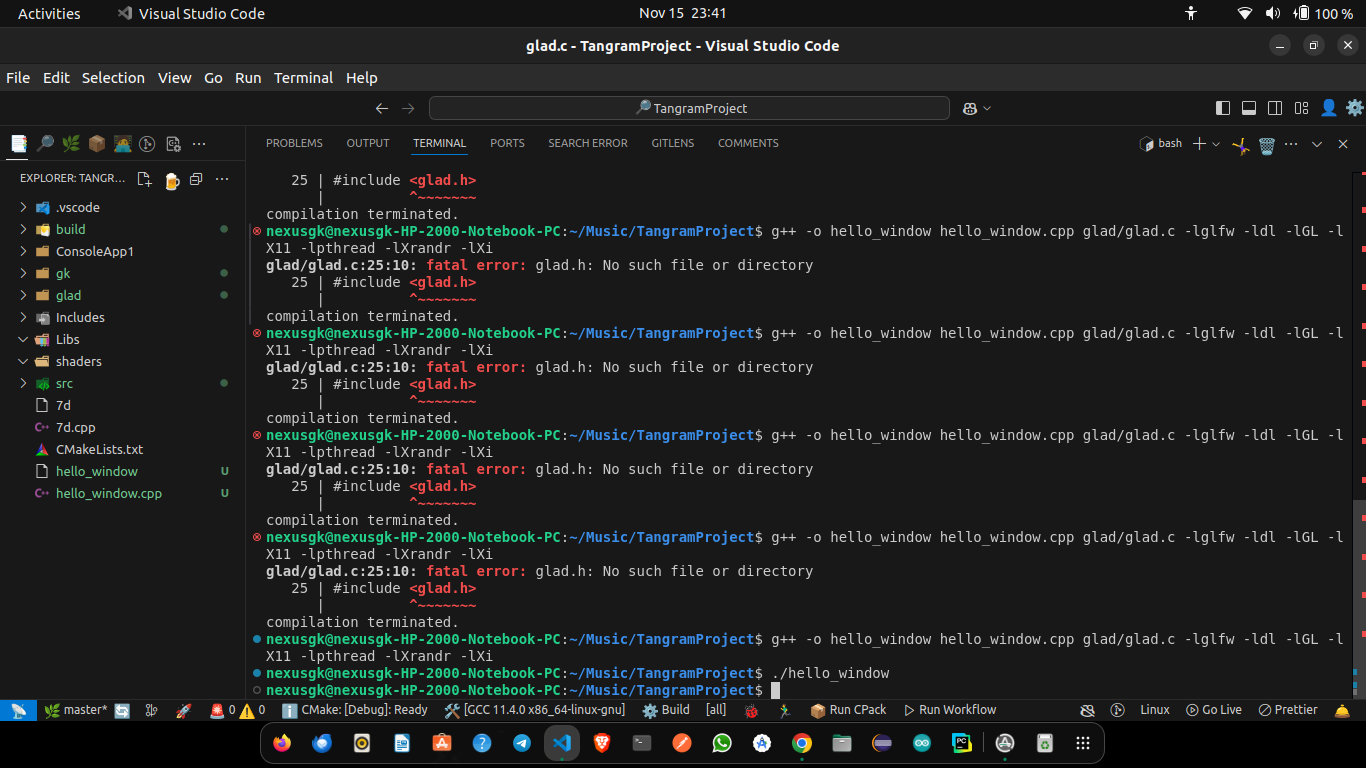 Activities Visual Studio Code Nov 15 23:41 100 %
glad.c - TangramProject - Visual Studio Code
File Edit Selection View Go Run Terminal Help
TangramProject
PROBLEMS OUTPUT TERMINAL PORTS SEARCH ERROR GITLENS COMMENTS bash
EXPLORER: TANGR...
.vscode
build
ConsoleApp1
gk
glad
Includes
Libs
shaders
src
7d
7d.cpp
CMakeLists.txt
hello_window U
hello_window.cpp U
25 | #include <glad.h>
| ^~~~~~~~
compilation terminated.
nexusgk@nexusgk-HP-2000-Notebook-PC:~/Music/TangramProject$ g++ -o hello_window hello_window.cpp glad/glad.c -lglfw -ldl -lGL -l
X11 -lpthread -lXrandr -lXi
glad/glad.c:25:10: fatal error: glad.h: No such file or directory
25 | #include <glad.h>
| ^~~~~~~~
compilation terminated.
nexusgk@nexusgk-HP-2000-Notebook-PC:~/Music/TangramProject$ g++ -o hello_window hello_window.cpp glad/glad.c -lglfw -ldl -lGL -l
X11 -lpthread -lXrandr -lXi
glad/glad.c:25:10: fatal error: glad.h: No such file or directory
25 | #include <glad.h>
| ^~~~~~~~
compilation terminated.
nexusgk@nexusgk-HP-2000-Notebook-PC:~/Music/TangramProject$ g++ -o hello_window hello_window.cpp glad/glad.c -lglfw -ldl -lGL -l
X11 -lpthread -lXrandr -lXi
glad/glad.c:25:10: fatal error: glad.h: No such file or directory
25 | #include <glad.h>
| ^~~~~~~~
compilation terminated.
nexusgk@nexusgk-HP-2000-Notebook-PC:~/Music/TangramProject$ g++ -o hello_window hello_window.cpp glad/glad.c -lglfw -ldl -lGL -l
X11 -lpthread -lXrandr -lXi
glad/glad.c:25:10: fatal error: glad.h: No such file or directory
25 | #include <glad.h>
| ^~~~~~~~
compilation terminated.
nexusgk@nexusgk-HP-2000-Notebook-PC:~/Music/TangramProject$ g++ -o hello_window hello_window.cpp glad/glad.c -lglfw -ldl -lGL -l
X11 -lpthread -lXrandr -lXi
nexusgk@nexusgk-HP-2000-Notebook-PC:~/Music/TangramProject$ ./hello_window
nexusgk@nexusgk-HP-2000-Notebook-PC:~/Music/TangramProject$
master* 0 0 CMake: [Debug]: Ready [GCC 11.4.0 x86_64-linux-gnu] Build [all] Run CPack Run Workflow Linux Go Live Prettier